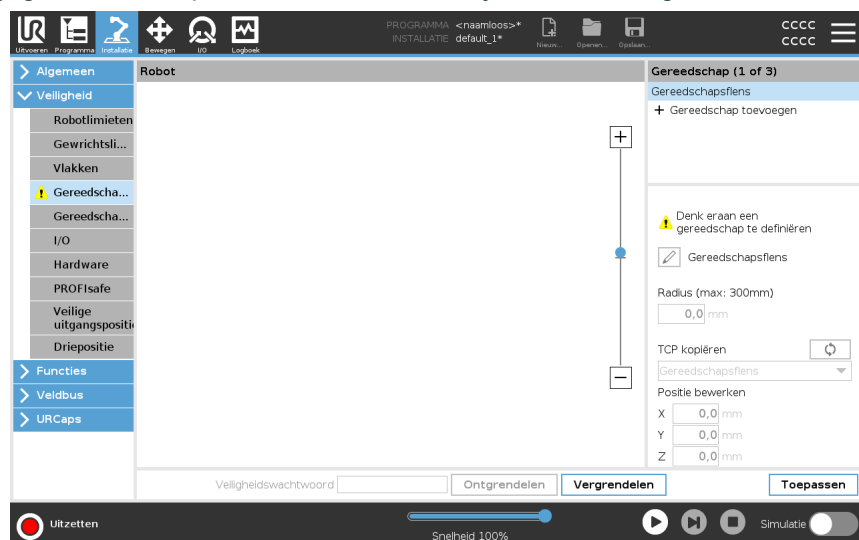 PROGRAMMA <naamloos>*
INSTALLATIE default_1*
Uitvoeren Programma Installatie Bewegen I/O Logboek
Nieuw... Openen... Opslaan...
CCCC
CCCC
Algemeen
Veiligheid
Robotlimieten
Gewrichtsli...
Vlakken
Gereedscha...
Gereedscha...
I/O
Hardware
PROFIsafe
Veilige
uitgangspositi
Driepositie
Functies
Veldbus
URCaps
Robot
Gereedschap (1 of 3)
Gereedschapsflens
+ Gereedschap toevoegen
Denk eraan een
gereedschap te definiëren
Gereedschapsflens
Radius (max: 300mm)
0,0 mm
TCP kopiëren
Gereedschapsflens
Positie bewerken
X 0,0 mm
Y 0,0 mm
Z 0,0 mm
Veiligheidswachtwoord Ontgrendelen Vergrendelen Toepassen
Uitzetten
Snelheid 100%
Simulatie